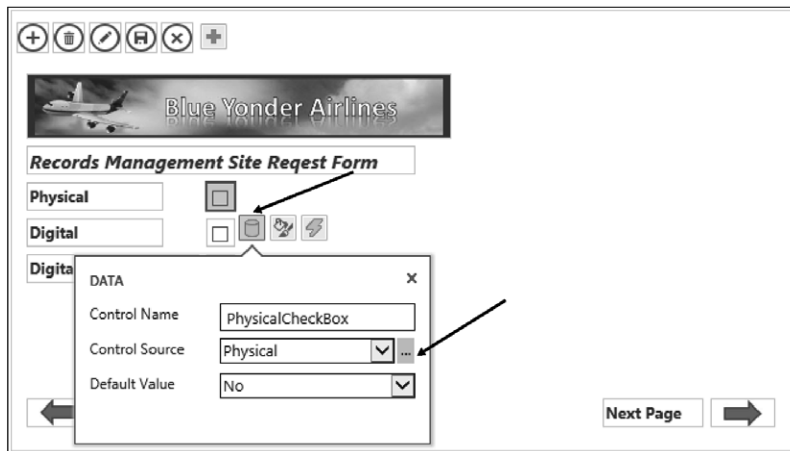 Blue Yonder Airlines
Records Management Site Reqest Form
Physical
Digital
Digita
DATA
Control Name
PhysicalCheckBox
Control Source
Physical
...
Default Value
No
Next Page